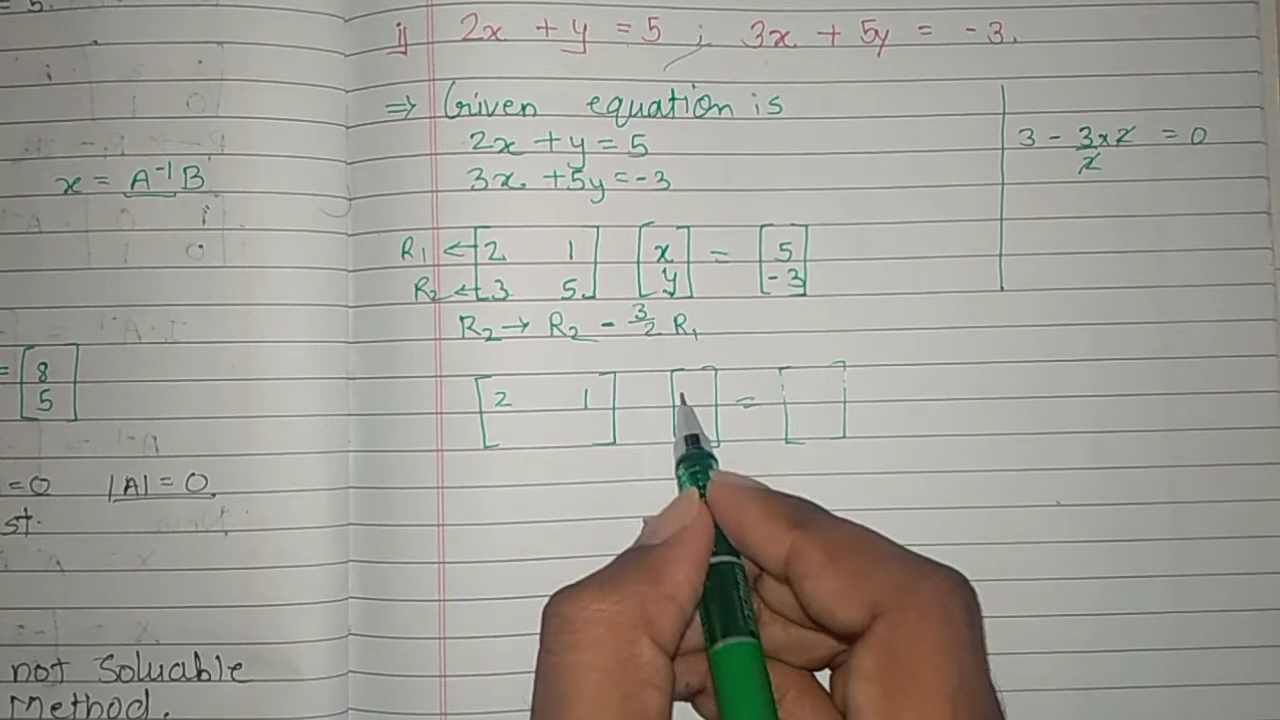 = 5.
x = A⁻¹ B
= [8
5]
= 0 |A| = 0
st.
not Soluable
Method.
i) 2x + y = 5 ; 3x + 5y = -3.
⇒ Given equation is
2x + y = 5
3x + 5y = -3
R₁ ← [2 1] [x] = [5]
R₂ ← [3 5] [y] [-3]
R₂ → R₂ - 3/2 R₁
[2 1] [ ] = [ ]
3 - 3×2/2 = 0